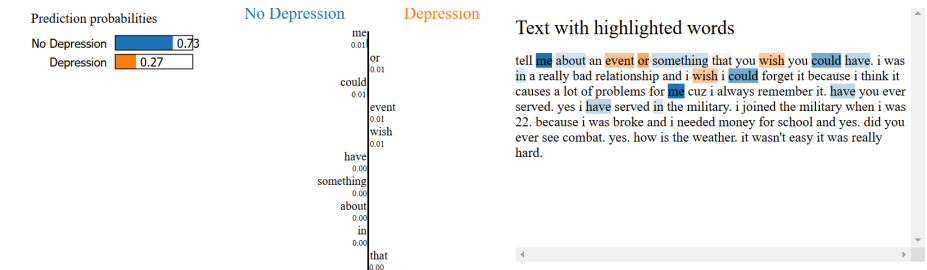 Prediction probabilities
No Depression 0.73
Depression 0.27
No Depression Depression
me
0.01
or
0.01
could
0.01
event
0.01
wish
0.01
have
0.00
something
0.00
about
0.00
in
0.00
that
0.00
Text with highlighted words
tell me about an event or something that you wish you could have. i was
in a really bad relationship and i wish i could forget it because i think it
causes a lot of problems for me cuz i always remember it. have you ever
served. yes i have served in the military. i joined the military when i was
22. because i was broke and i needed money for school and yes. did you
ever see combat. yes. how is the weather. it wasn't easy it was really
hard.